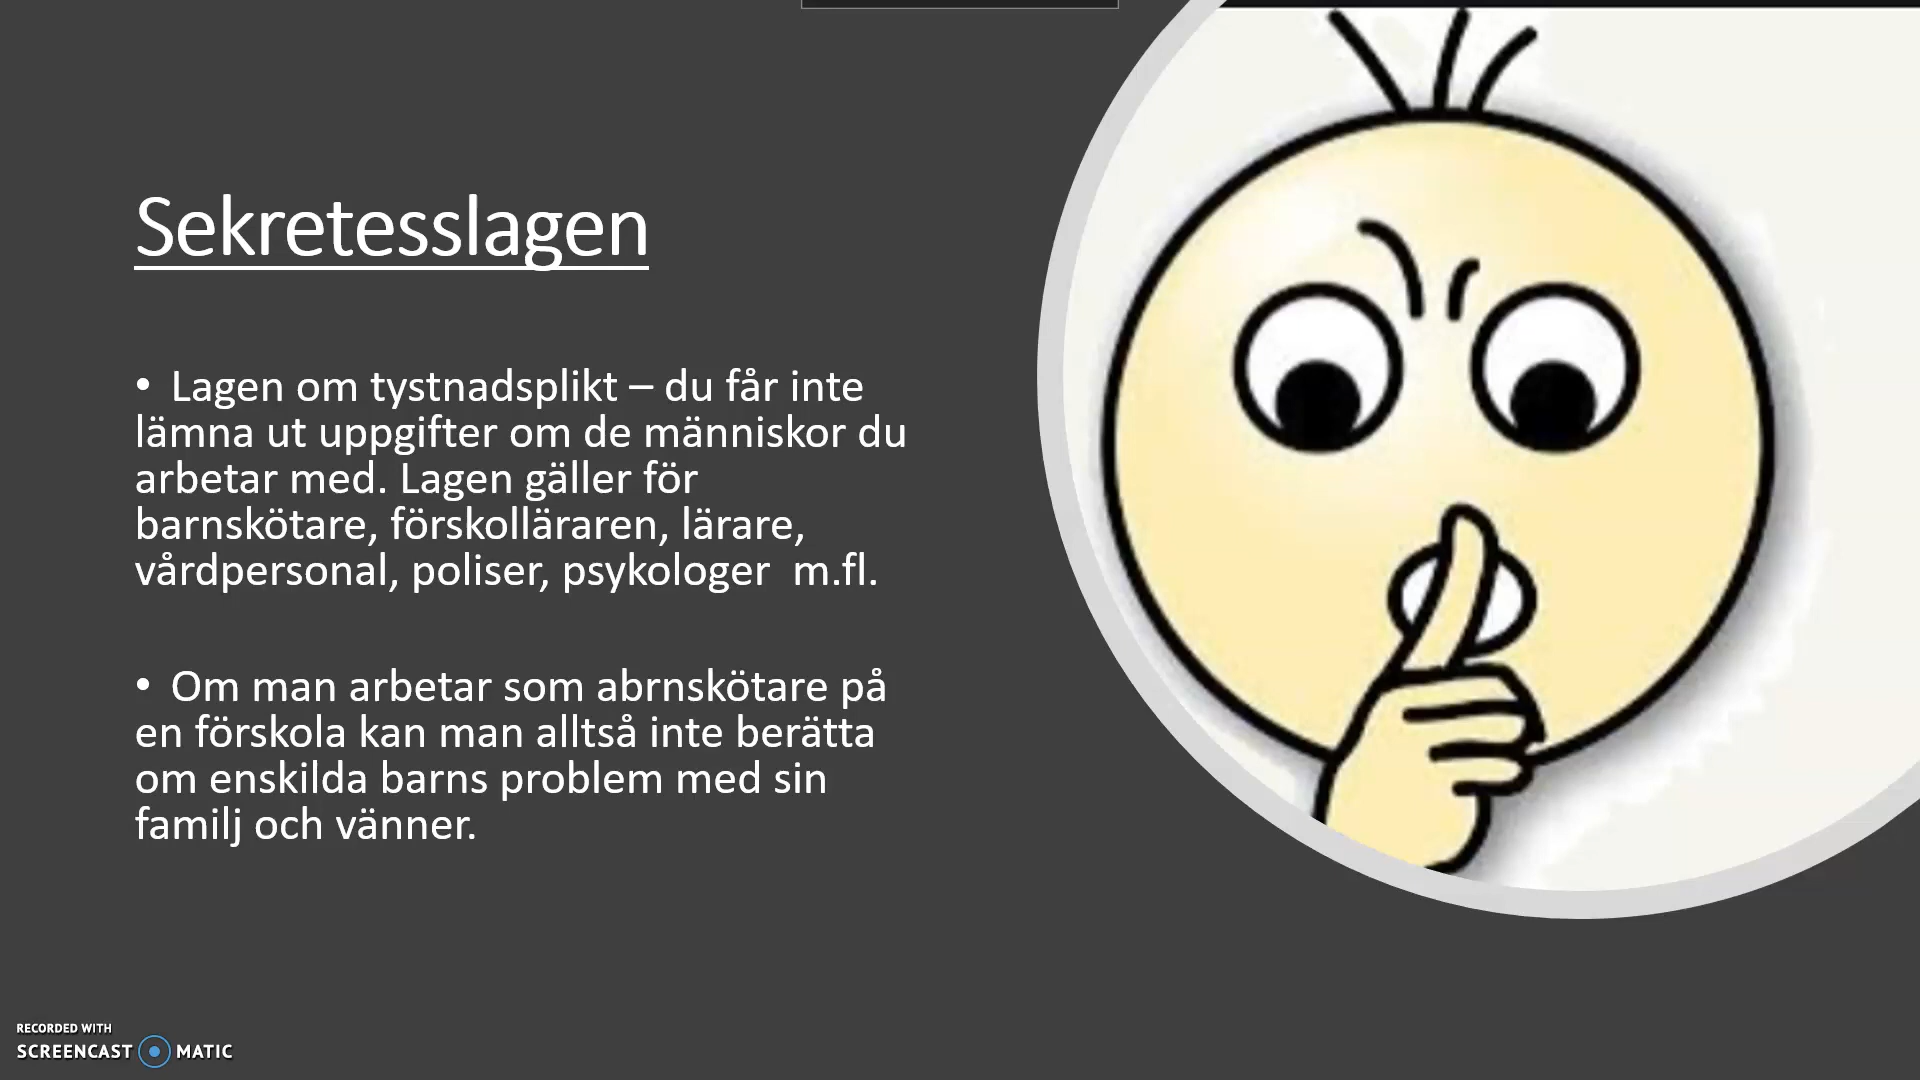 Sekretesslagen
• Lagen om tystnadsplikt – du får inte
lämna ut uppgifter om de människor du
arbetar med. Lagen gäller för
barnskötare, förskolläraren, lärare,
vårdpersonal, poliser, psykologer  m.fl.
• Om man arbetar som abrnskötare på
en förskola kan man alltså inte berätta
om enskilda barns problem med sin
familj och vänner.
RECORDED WITH
SCREENCAST MATIC